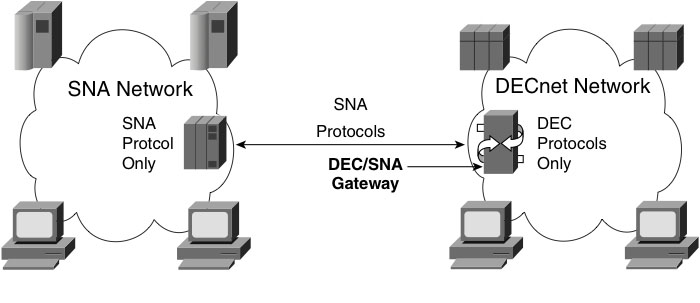 SNA Network
SNA
Protcol
Only
SNA
Protocols
DEC/SNA
Gateway
DECnet Network
DEC
Protocols
Only